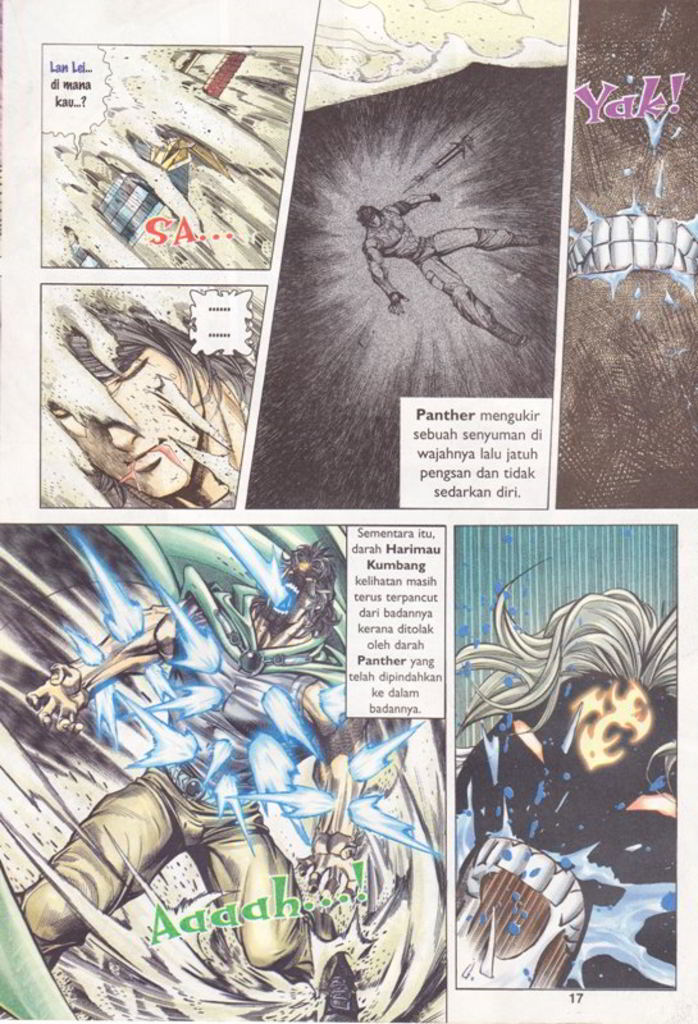 Lan Lei...
di mana
kau...?
SA...
......
......
Panther mengukir
sebuah senyuman di
wajahnya lalu jatuh
pengsan dan tidak
sedarkan diri.
Yak!
Sementara itu,
darah Harimau
Kumbang
kelihatan masih
terus terpancut
dari badannya
kerana ditolak
oleh darah
Panther yang
telah dipindahkan
ke dalam
badannya.
Aaaah...!
17